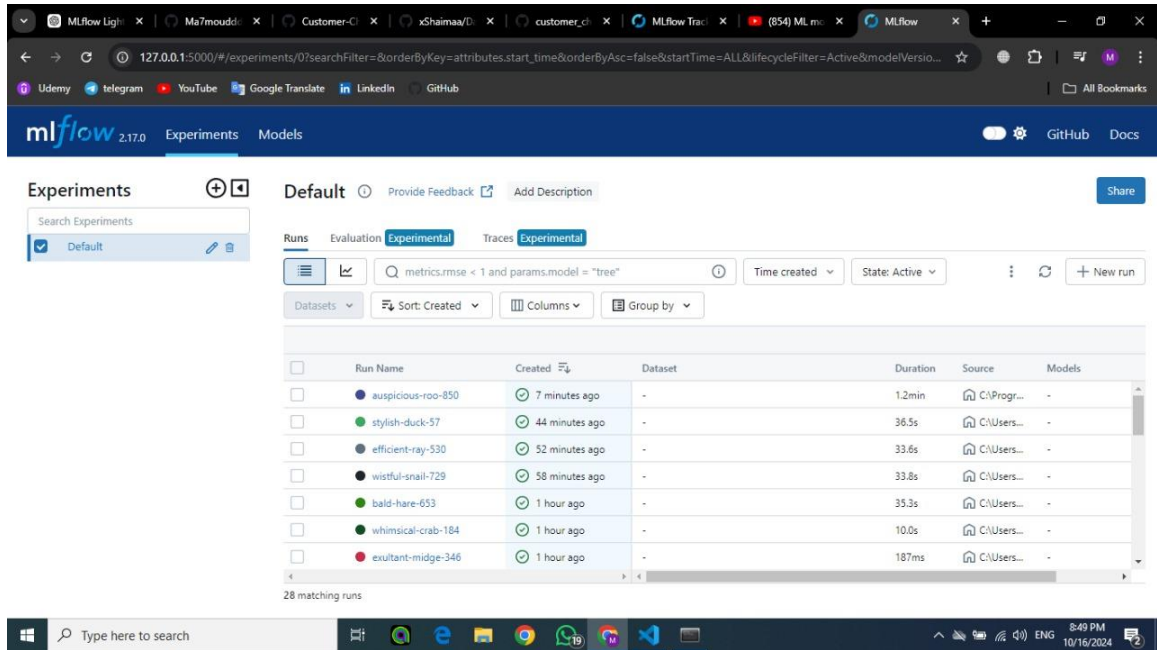 MLflow Ligh Ma7moudd Customer-C xShaimaa/D customer_ch MLflow Trac (854) ML mo MLflow
127.0.0.1:5000/#/experiments/0?searchFilter=&orderByKey=attributes.start_time&orderByAsc=false&startTime=ALL&lifecycleFilter=Active&modelVersio...
Udemy telegram YouTube Google Translate LinkedIn GitHub All Bookmarks
mlflow 2.17.0 Experiments Models GitHub Docs
Experiments
Search Experiments
Default
Default Provide Feedback Add Description Share
Runs Evaluation Experimental Traces Experimental
metrics.rmse < 1 and params.model = "tree" Time created State: Active + New run
Datasets Sort: Created Columns Group by
Run Name Created Dataset Duration Source Models
auspicious-roo-850 7 minutes ago - 1.2min C:\Progr... -
stylish-duck-57 44 minutes ago - 36.5s C:\Users... -
efficient-ray-530 52 minutes ago - 33.6s C:\Users... -
wistful-snail-729 58 minutes ago - 33.8s C:\Users... -
bald-hare-653 1 hour ago - 35.3s C:\Users... -
whimsical-crab-184 1 hour ago - 10.0s C:\Users... -
exultant-midge-346 1 hour ago - 187ms C:\Users... -
28 matching runs
Type here to search 19 ENG 8:49 PM
10/16/2024 2